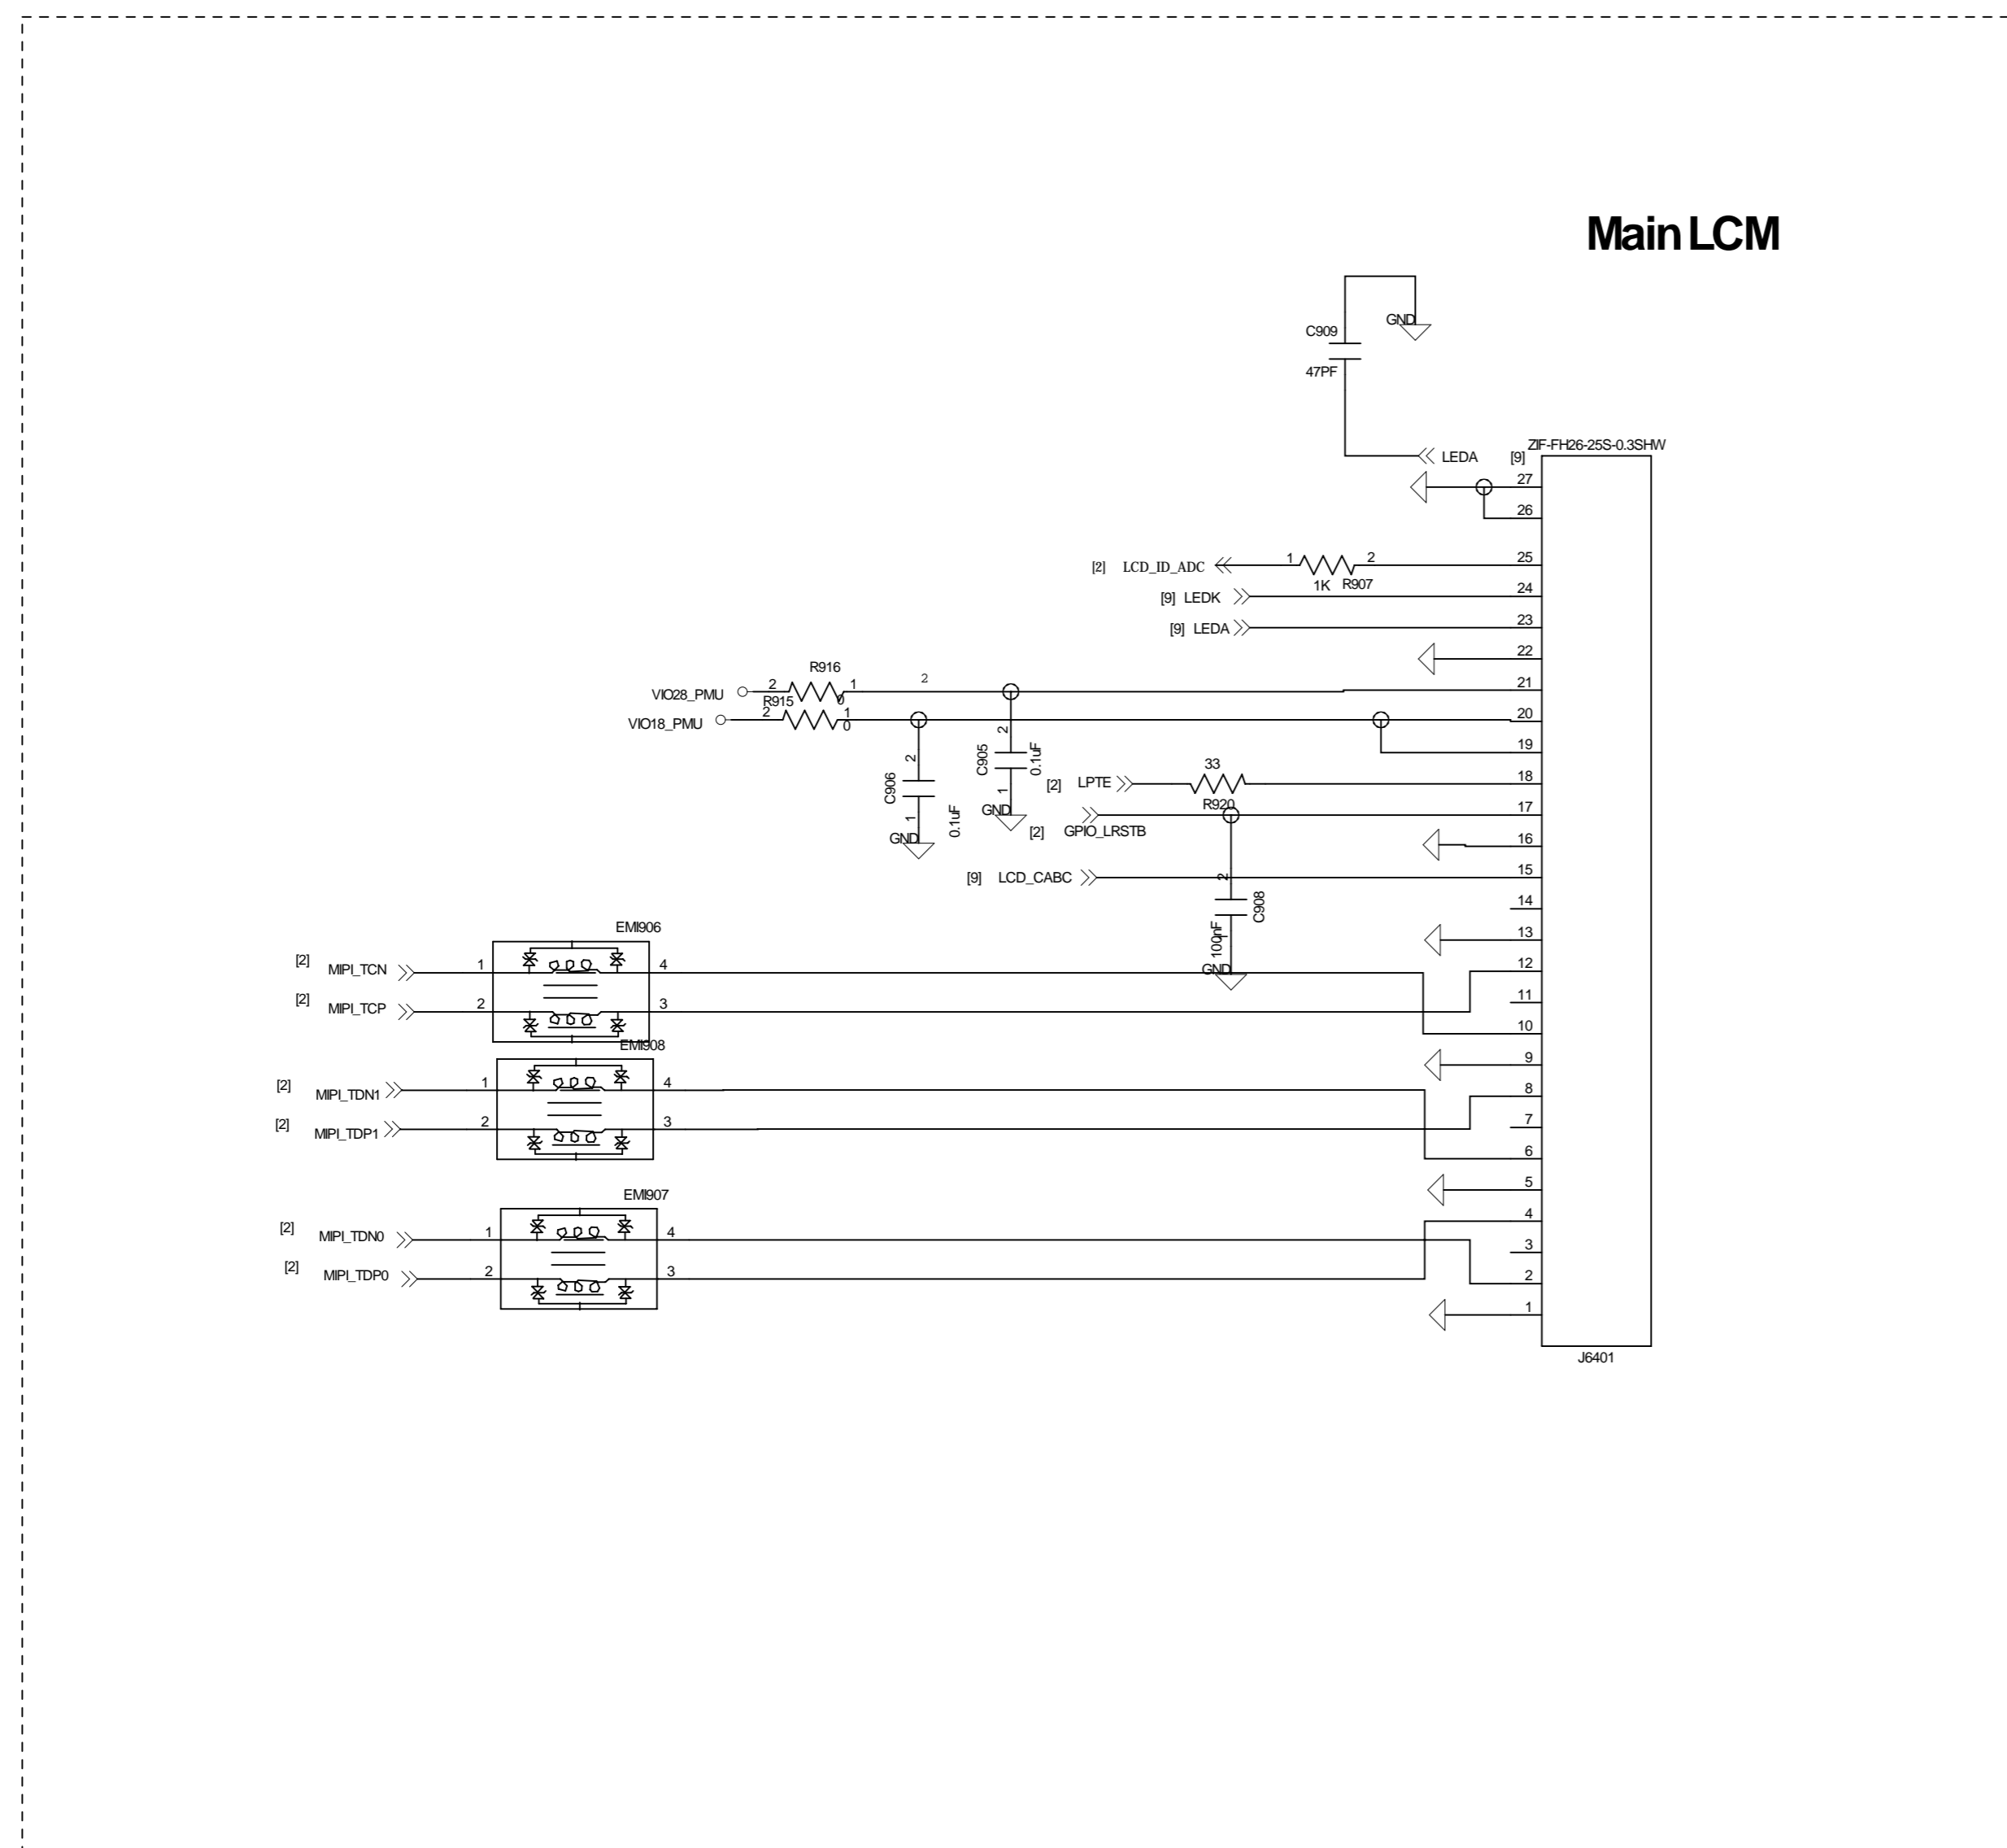 Main LCM
GND
C909
47PF
ZIF-FH26-25S-0.3SHW
LEDA [9]
27
26
[2] LCD_ID_ADC 1 2 25
1K R907
[9] LEDK 24
[9] LEDA 23
22
R916
VIO28_PMU 2 1 2 21
0
R915
VIO18_PMU 2 1 20
0
19
2 C905 0.1uF 1
GND
2 C906 0.1uF 1
GND
33
[2] LPTE 18
R920
17
[2] GPIO_LRSTB
16
[9] LCD_CABC 15
2 C908 100nF 1
GND
14
13
EMI906
[2] MIPI_TCN 1 4 12
[2] MIPI_TCP 2 3 11
10
EMI908
9
[2] MIPI_TDN1 1 4 8
[2] MIPI_TDP1 2 3 7
6
5
EMI907
4
[2] MIPI_TDN0 1 4 3
[2] MIPI_TDP0 2 3 2
1
J6401